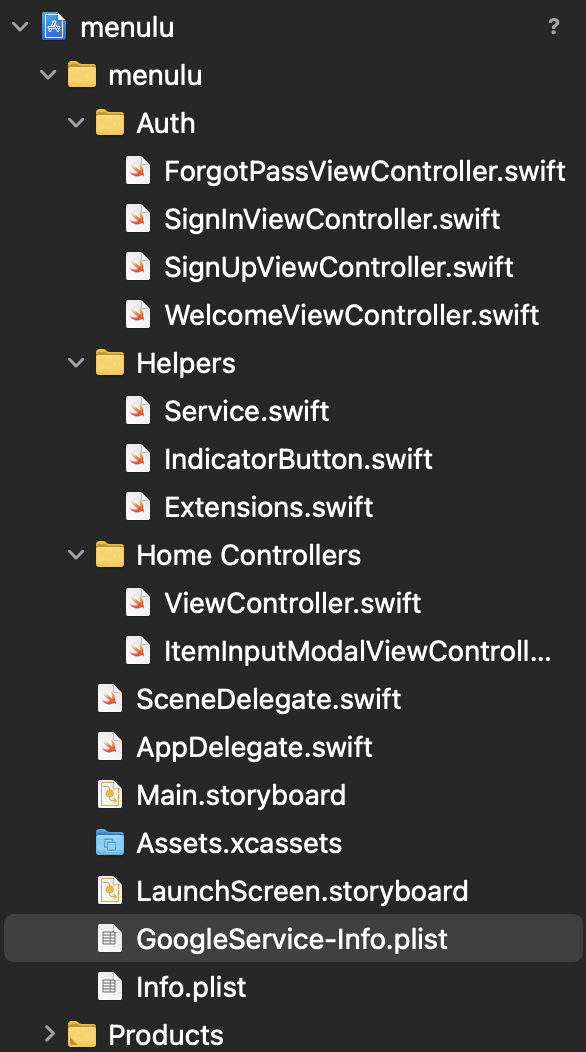 menulu
?
menulu
Auth
ForgotPassViewController.swift
SignInViewController.swift
SignUpViewController.swift
WelcomeViewController.swift
Helpers
Service.swift
IndicatorButton.swift
Extensions.swift
Home Controllers
ViewController.swift
ItemInputModalViewControll...
SceneDelegate.swift
AppDelegate.swift
Main.storyboard
Assets.xcassets
LaunchScreen.storyboard
GoogleService-Info.plist
Info.plist
Products